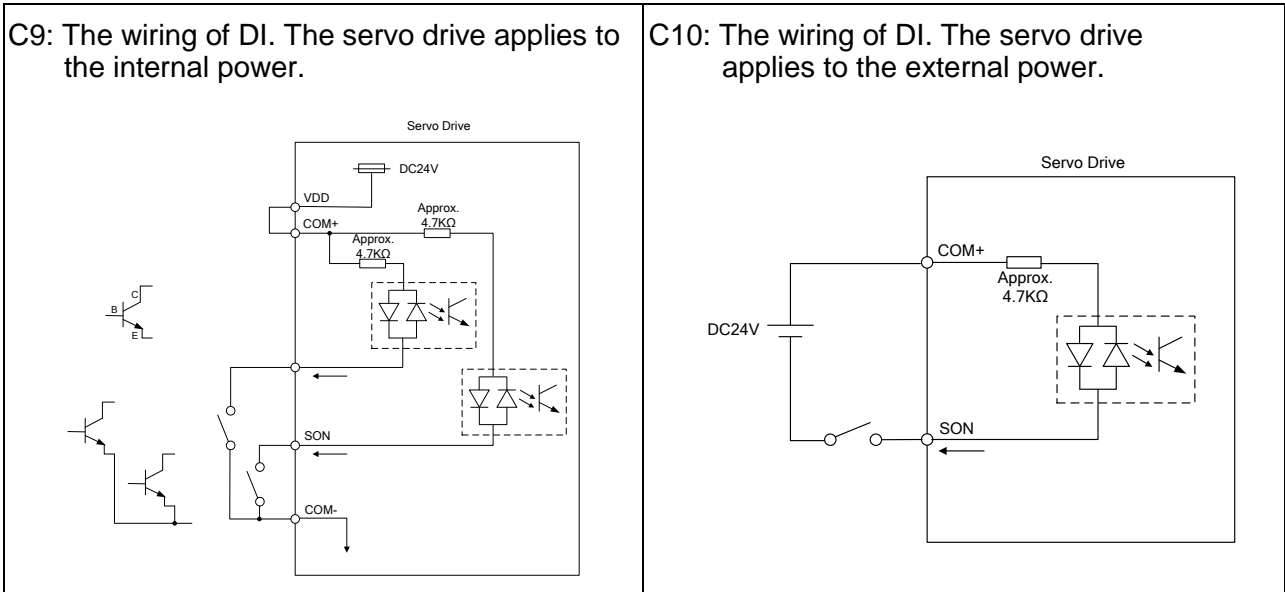 C9: The wiring of DI. The servo drive applies to
the internal power.
Servo Drive
DC24V
VDD
COM+
Approx.
4.7KΩ
Approx.
4.7KΩ
C
B
E
SON
COM-
C10: The wiring of DI. The servo drive
applies to the external power.
Servo Drive
COM+
Approx.
4.7KΩ
DC24V
SON